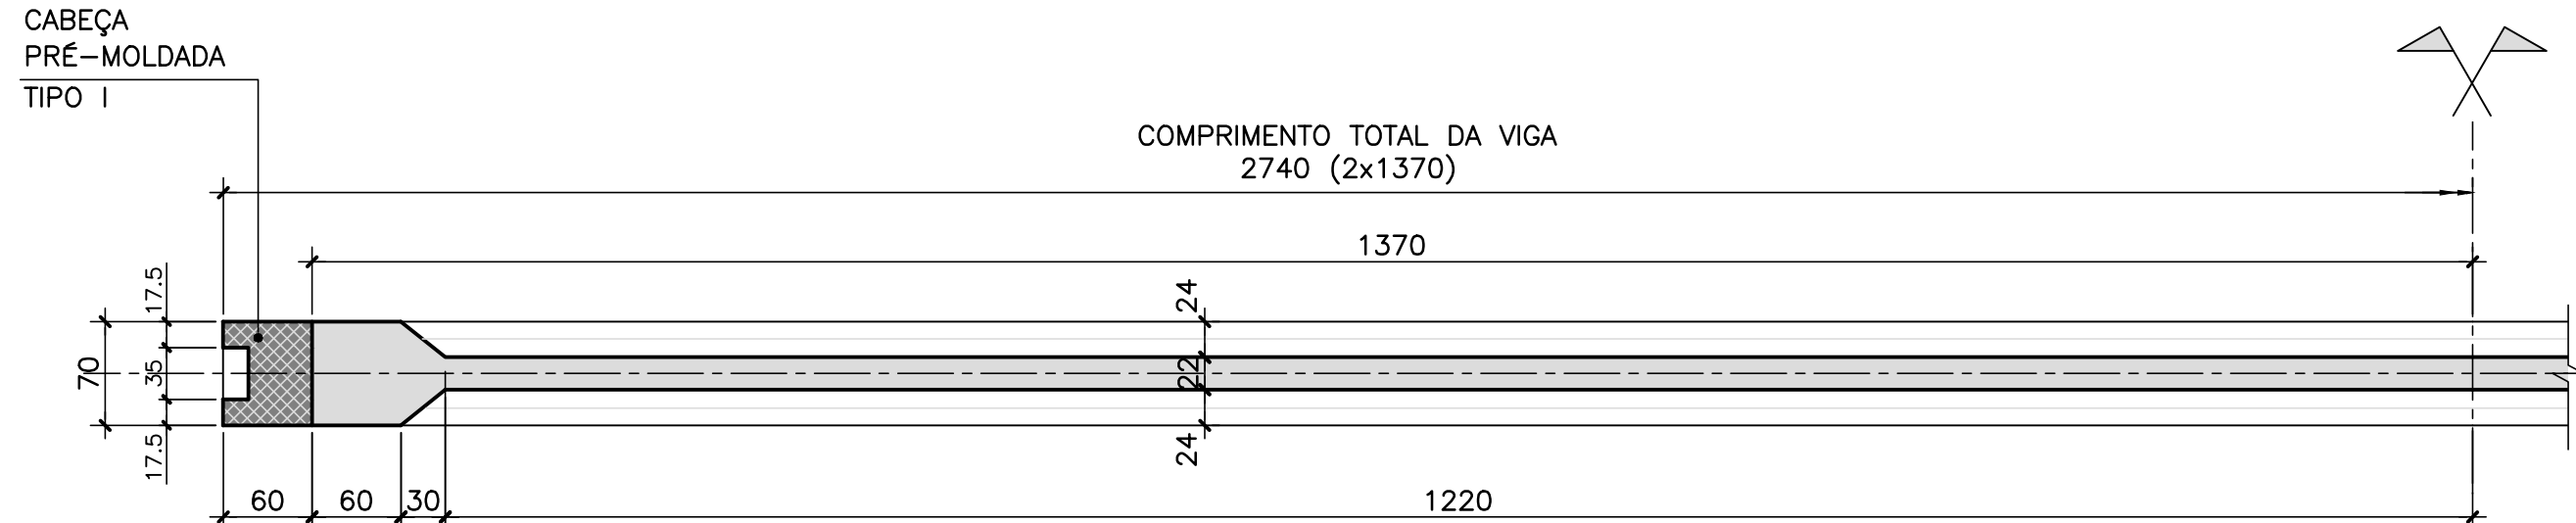 CABEÇA
PRÉ-MOLDADA
TIPO I
COMPRIMENTO TOTAL DA VIGA
2740 (2x1370)
1370
17.5
24
70
35
22
17.5
24
60
60
30
1220